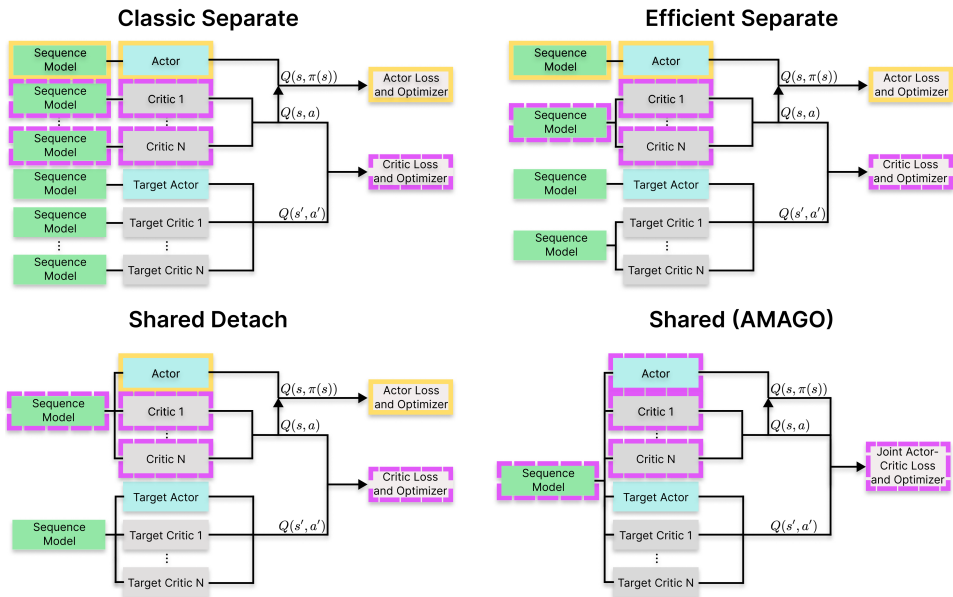 Classic Separate
Sequence
Model
Actor
Q(s, π(s))
Actor Loss
and Optimizer
Sequence
Model
Critic 1
⋮
Q(s, a)
Sequence
Model
Critic N
Critic Loss
and Optimizer
Sequence
Model
Target Actor
Sequence
Model
Target Critic 1
Q(s′, a′)
⋮
⋮
Sequence
Model
Target Critic N
Efficient Separate
Sequence
Model
Actor
Q(s, π(s))
Actor Loss
and Optimizer
Sequence
Model
Critic 1
⋮
Critic N
Q(s, a)
Critic Loss
and Optimizer
Sequence
Model
Target Actor
Sequence
Model
Target Critic 1
⋮
Target Critic N
Q(s′, a′)
Shared Detach
Sequence
Model
Actor
Q(s, π(s))
Actor Loss
and Optimizer
Critic 1
⋮
Critic N
Q(s, a)
Critic Loss
and Optimizer
Sequence
Model
Target Actor
Target Critic 1
⋮
Target Critic N
Q(s′, a′)
Shared (AMAGO)
Sequence
Model
Actor
Q(s, π(s))
Critic 1
⋮
Critic N
Q(s, a)
Joint Actor-
Critic Loss
and Optimizer
Target Actor
Target Critic 1
⋮
Target Critic N
Q(s′, a′)